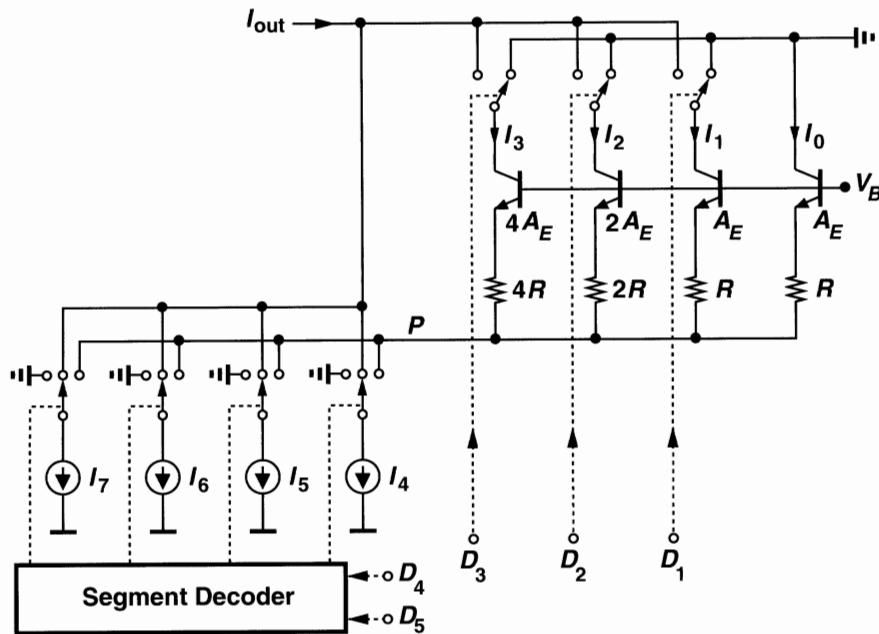 I_out
I_3 I_2 I_1 I_0
V_B
4A_E 2A_E A_E A_E
4R 2R R R
P
I_7 I_6 I_5 I_4
D_3 D_2 D_1
D_4
Segment Decoder
D_5